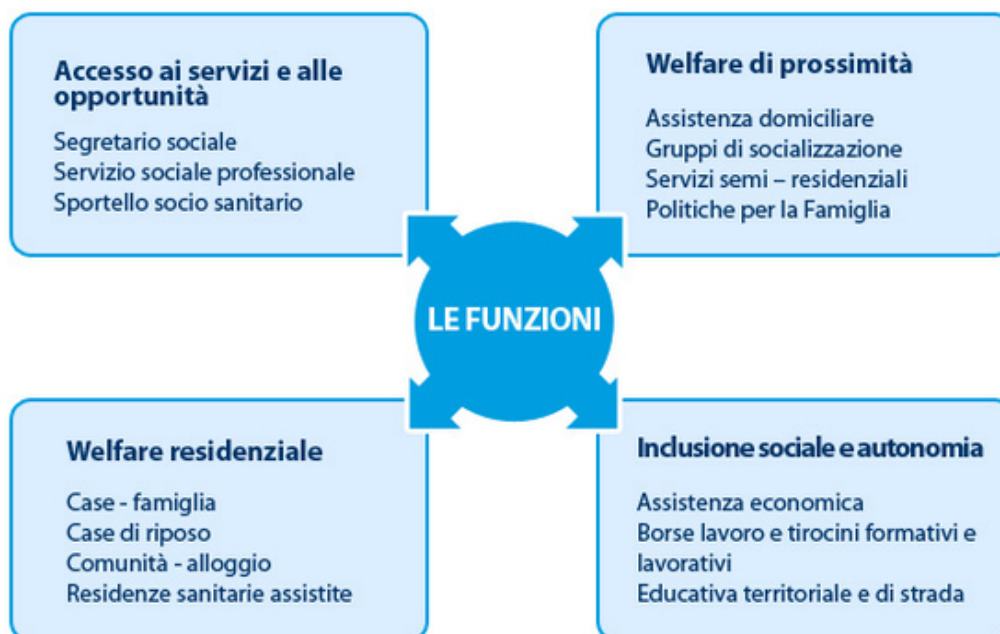 Accesso ai servizi e alle
opportunità
Segretario sociale
Servizio sociale professionale
Sportello socio sanitario
Welfare di prossimità
Assistenza domiciliare
Gruppi di socializzazione
Servizi semi – residenziali
Politiche per la Famiglia
LE FUNZIONI
Welfare residenziale
Case - famiglia
Case di riposo
Comunità - alloggio
Residenze sanitarie assistite
Inclusione sociale e autonomia
Assistenza economica
Borse lavoro e tirocini formativi e
lavorativi
Educativa territoriale e di strada